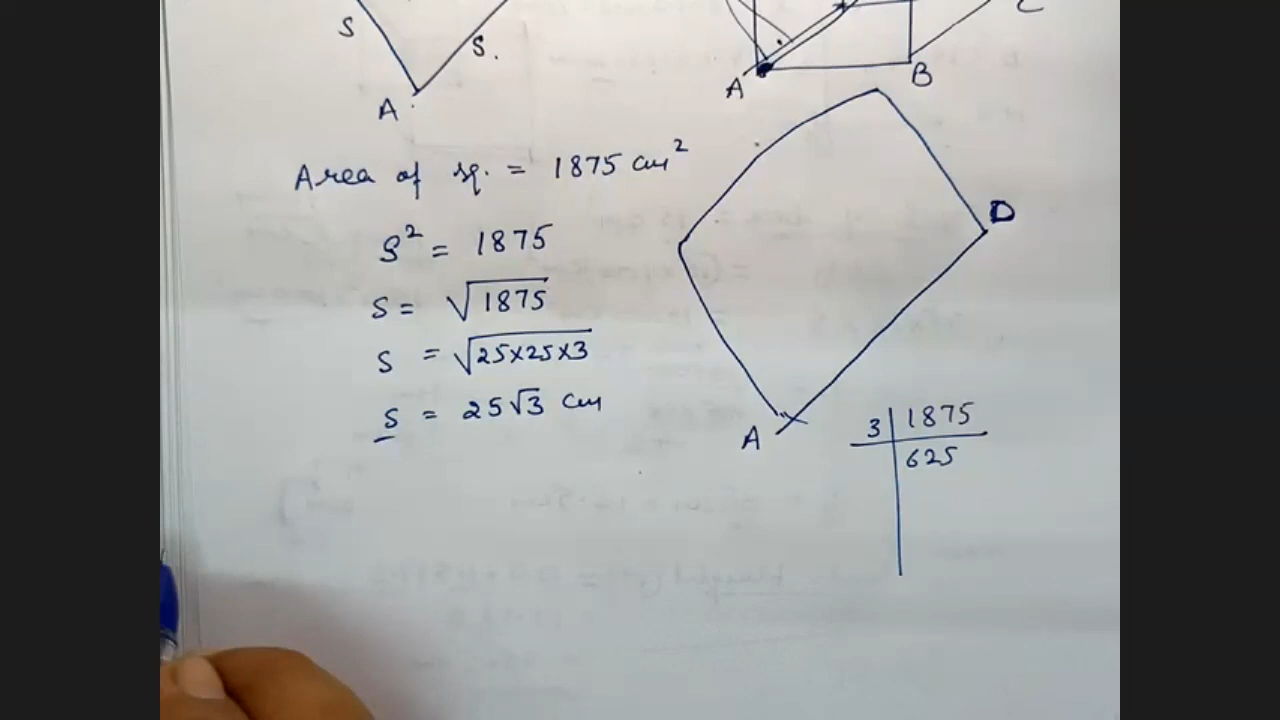 S
S.
A
A
B
C
Area of sq. = 1875 cm²
S² = 1875
S = √1875
S = √25×25×3
S = 25√3 cm
D
A
3 | 1875
625